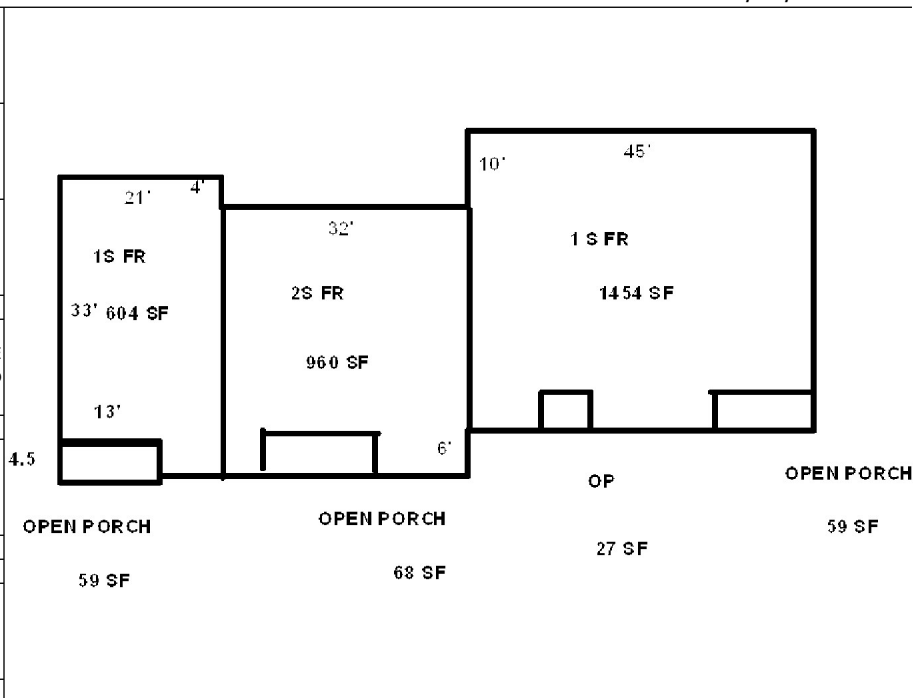 45'
10'
4'
21'
32'
1 S FR
1S FR
2S FR
1454 SF
33' 604 SF
960 SF
13'
6'
4.5
OP
OPEN PORCH
OPEN PORCH
OPEN PORCH
59 SF
27 SF
68 SF
59 SF